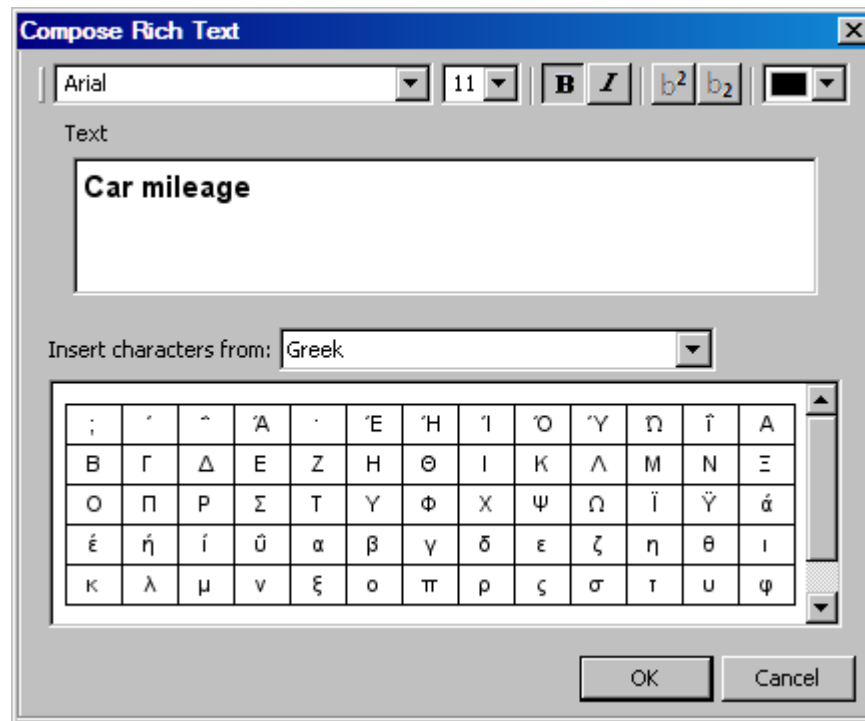 Compose Rich Text
Arial 11 B I b² b₂
Text
Car mileage
Insert characters from: Greek
; ΄ ῀ Ά · Έ Ή Ί Ό Ύ Ώ ΐ Α
Β Γ Δ Ε Ζ Η Θ Ι Κ Λ Μ Ν Ξ
Ο Π Ρ Σ Τ Υ Φ Χ Ψ Ω Ϊ Ϋ ά
έ ή ί ΰ α β γ δ ε ζ η θ ι
κ λ μ ν ξ ο π ρ ς σ τ υ φ
OK Cancel